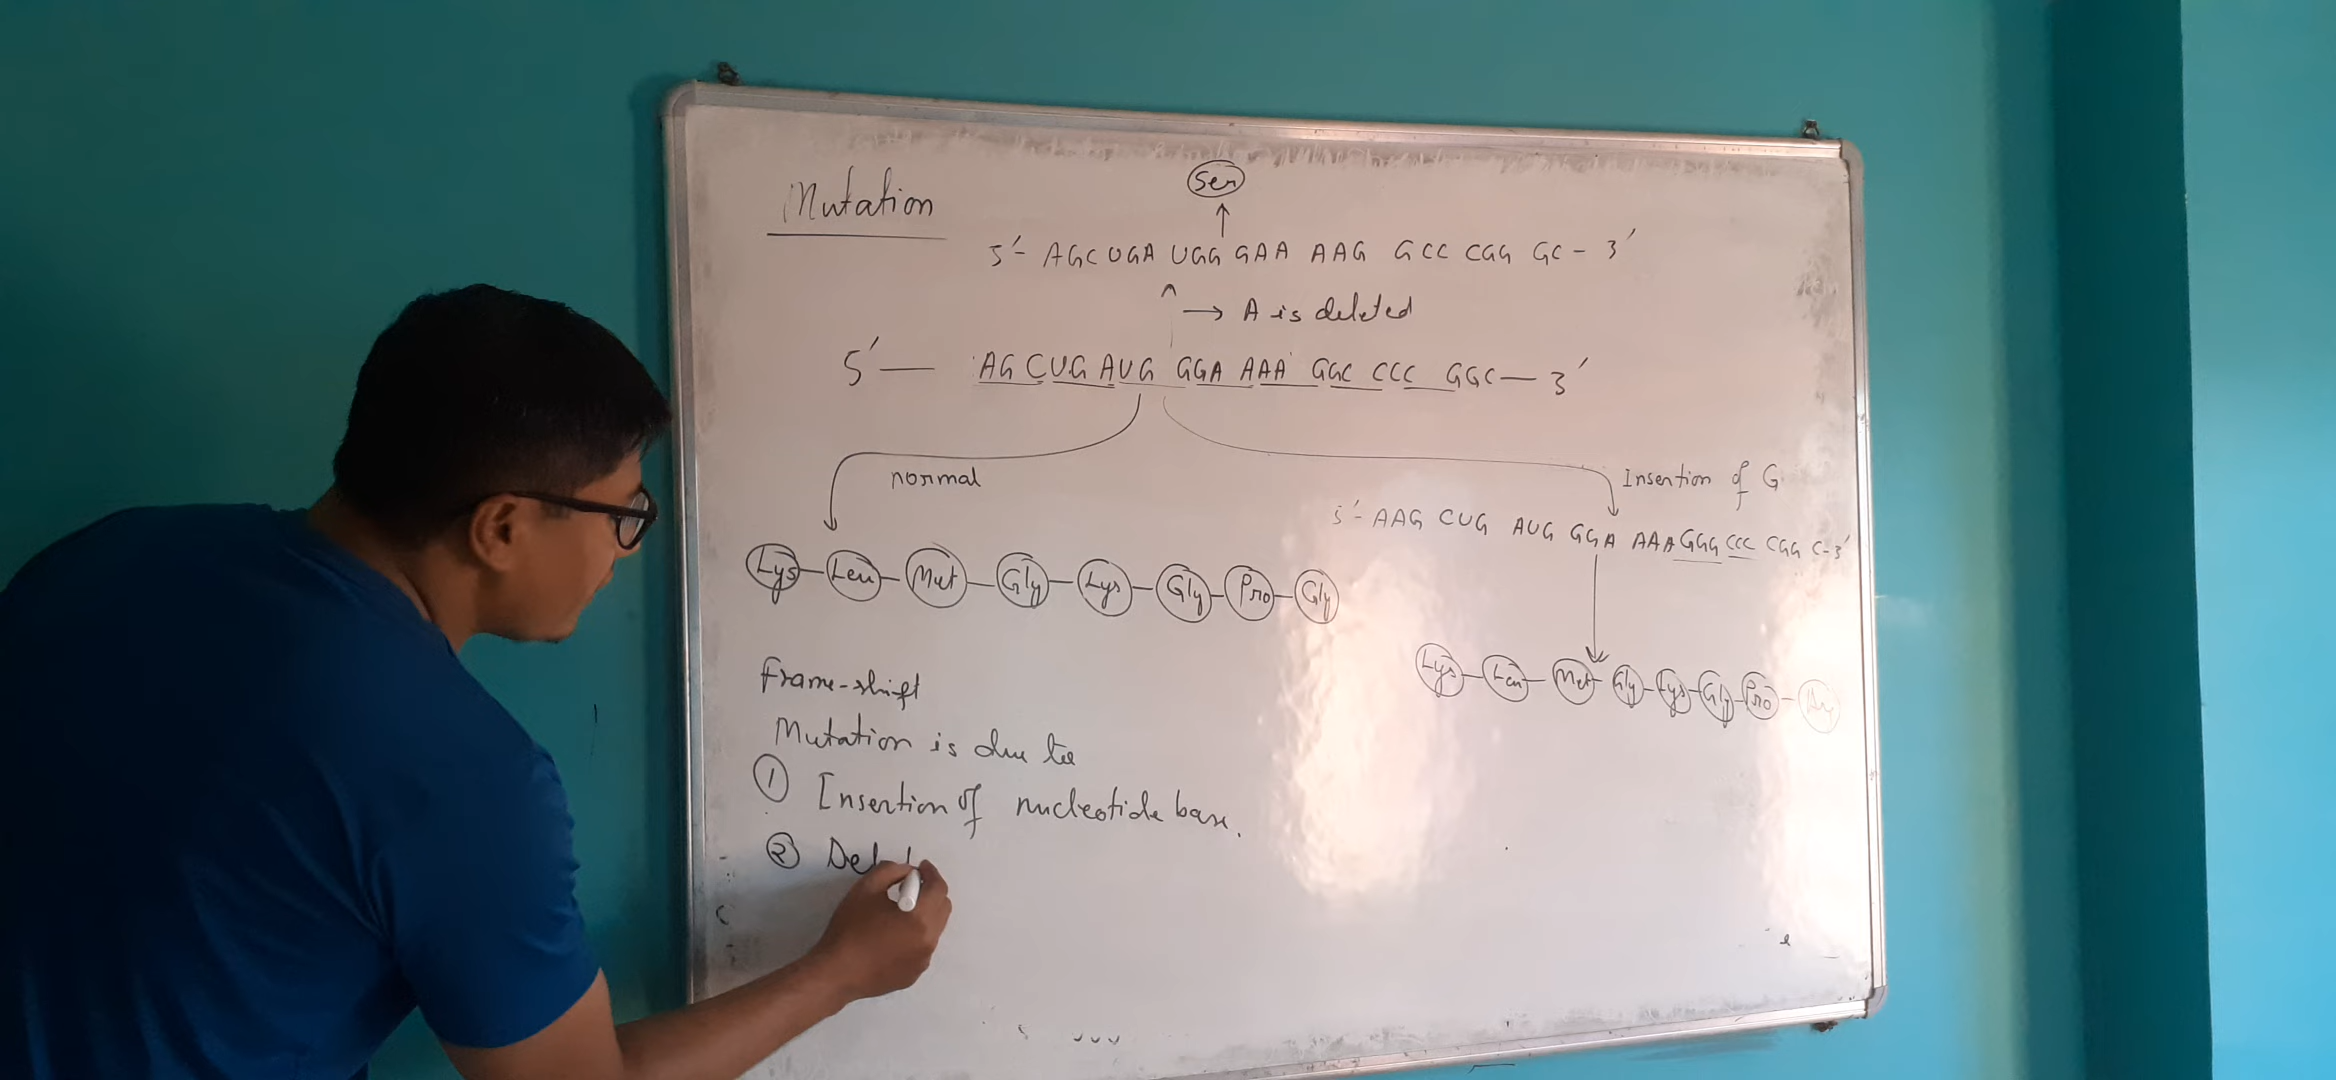 Mutation
Ser
5'- AGC UGA UGG GAA AAG GCC CGG GC - 3'
^ → A is deleted
5' — AG CUG AUG GGA AAA GGC CCC GGC — 3'
normal
Insertion of G
5'- AAG CUG AUG GGA AAA GGG CCC CGG C-3'
Lys - Leu - Met - Gly - Lys - Gly - Pro - Gly
Lys - Leu - Met - Gly - Lys - Gly - Pro -
Frame-shift
Mutation is due to
① Insertion of nucleotide base.
②